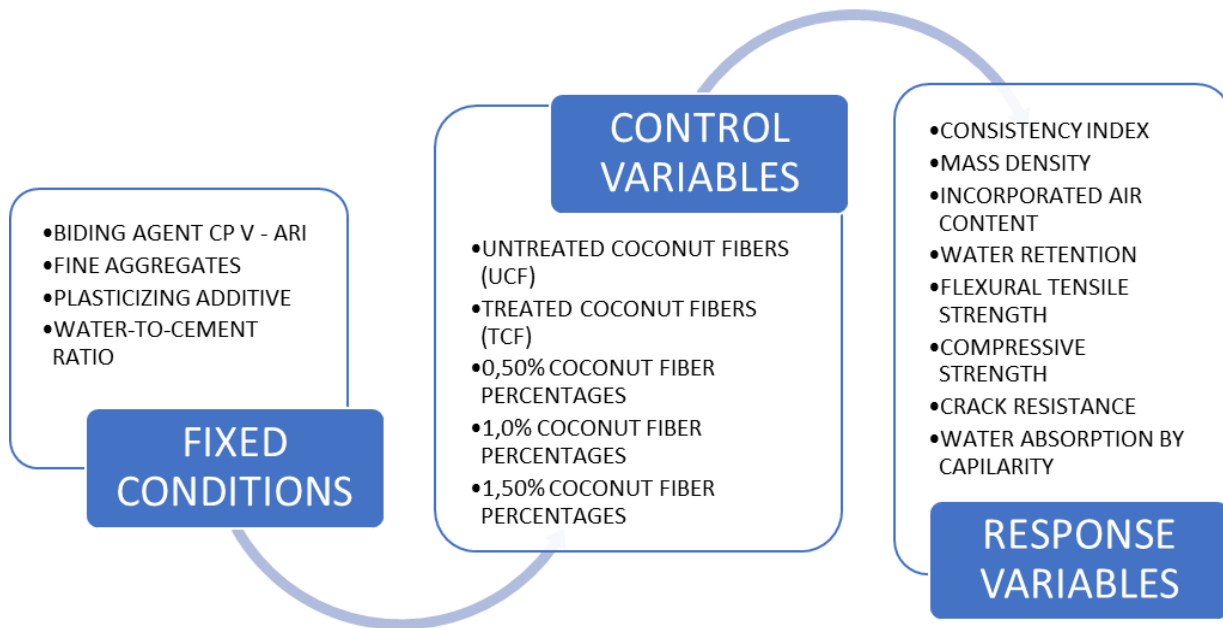 •BIDING AGENT CP V - ARI
•FINE AGGREGATES
•PLASTICIZING ADDITIVE
•WATER-TO-CEMENT
RATIO
FIXED
CONDITIONS
CONTROL
VARIABLES
•UNTREATED COCONUT FIBERS
(UCF)
•TREATED COCONUT FIBERS
(TCF)
•0,50% COCONUT FIBER
PERCENTAGES
•1,0% COCONUT FIBER
PERCENTAGES
•1,50% COCONUT FIBER
PERCENTAGES
•CONSISTENCY INDEX
•MASS DENSITY
•INCORPORATED AIR
CONTENT
•WATER RETENTION
•FLEXURAL TENSILE
STRENGTH
•COMPRESSIVE
STRENGTH
•CRACK RESISTANCE
•WATER ABSORPTION BY
CAPILARITY
RESPONSE
VARIABLES